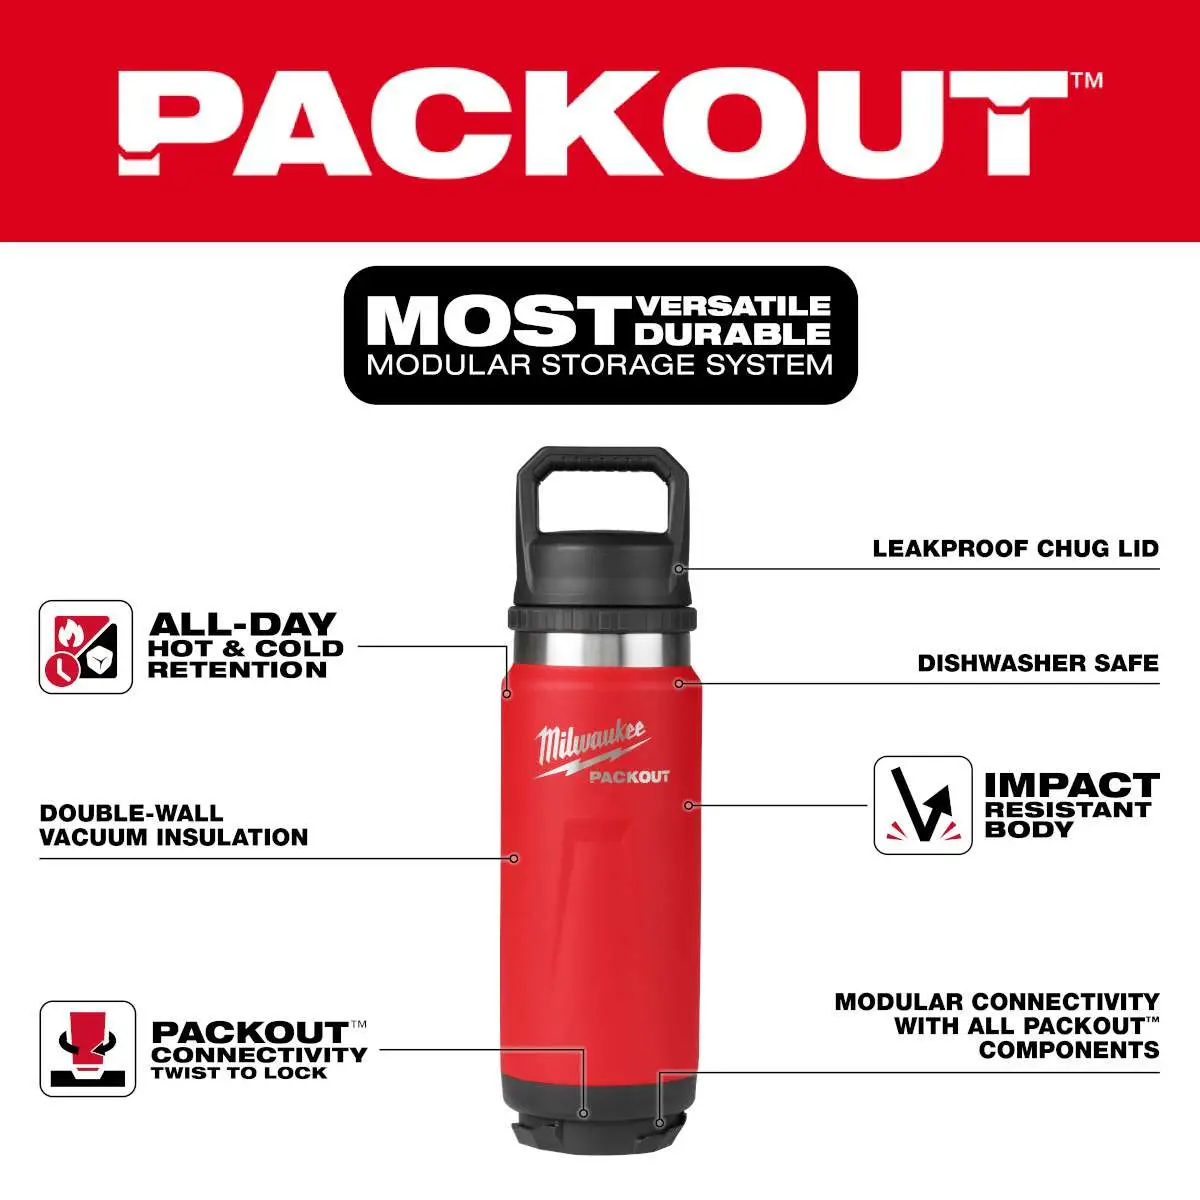 PACKOUT™
MOST VERSATILE
DURABLE
MODULAR STORAGE SYSTEM
LEAKPROOF CHUG LID
ALL-DAY
HOT & COLD
RETENTION
DISHWASHER SAFE
Milwaukee
PACKOUT
IMPACT
RESISTANT
BODY
DOUBLE-WALL
VACUUM INSULATION
PACKOUT™
CONNECTIVITY
TWIST TO LOCK
MODULAR CONNECTIVITY
WITH ALL PACKOUT™
COMPONENTS